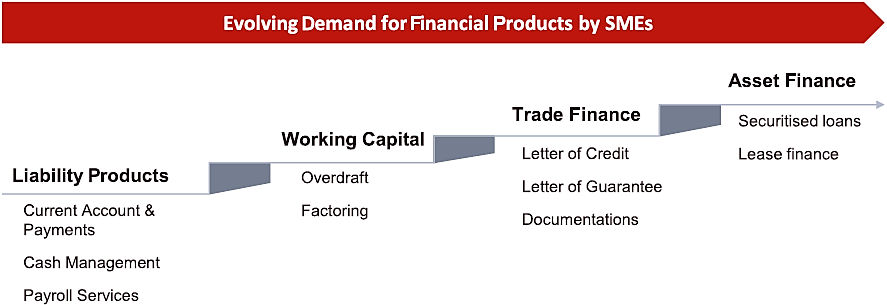 Evolving Demand for Financial Products by SMEs
Liability Products
Current Account &
Payments
Cash Management
Payroll Services
Working Capital
Overdraft
Factoring
Trade Finance
Letter of Credit
Letter of Guarantee
Documentations
Asset Finance
Securitised loans
Lease finance